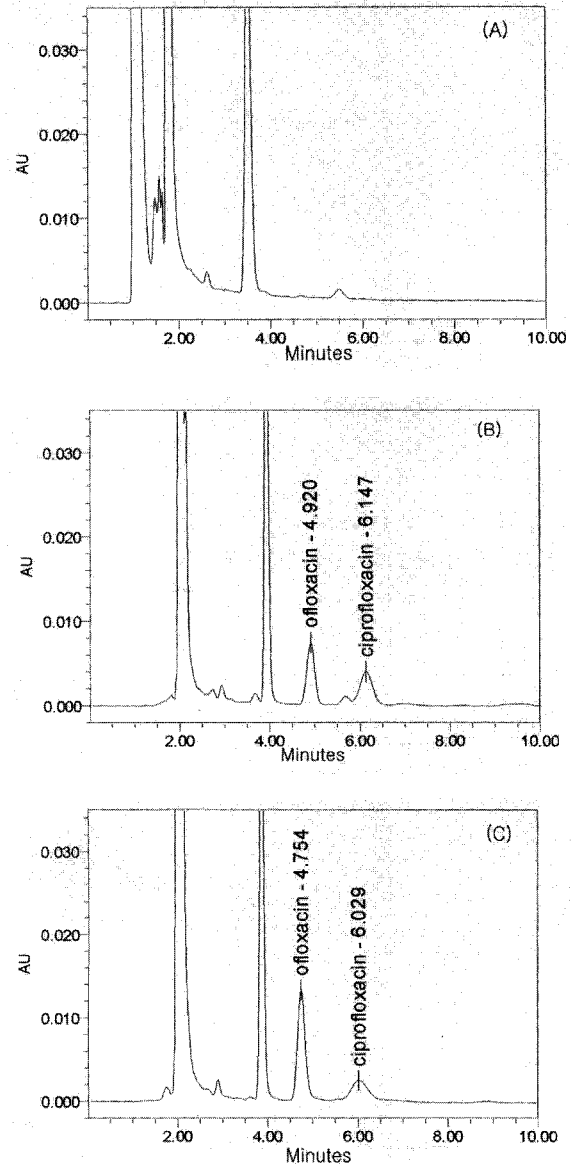 (A)
0.030
0.020
0.010
0.000
AU
2.00 4.00 6.00 8.00 10.00
Minutes
(B)
0.030
0.020
0.010
0.000
AU
ofloxacin - 4.920
ciprofloxacin - 6.147
2.00 4.00 6.00 8.00 10.00
Minutes
(C)
0.030
0.020
0.010
0.000
AU
ofloxacin - 4.754
ciprofloxacin - 6.029
2.00 4.00 6.00 8.00 10.00
Minutes